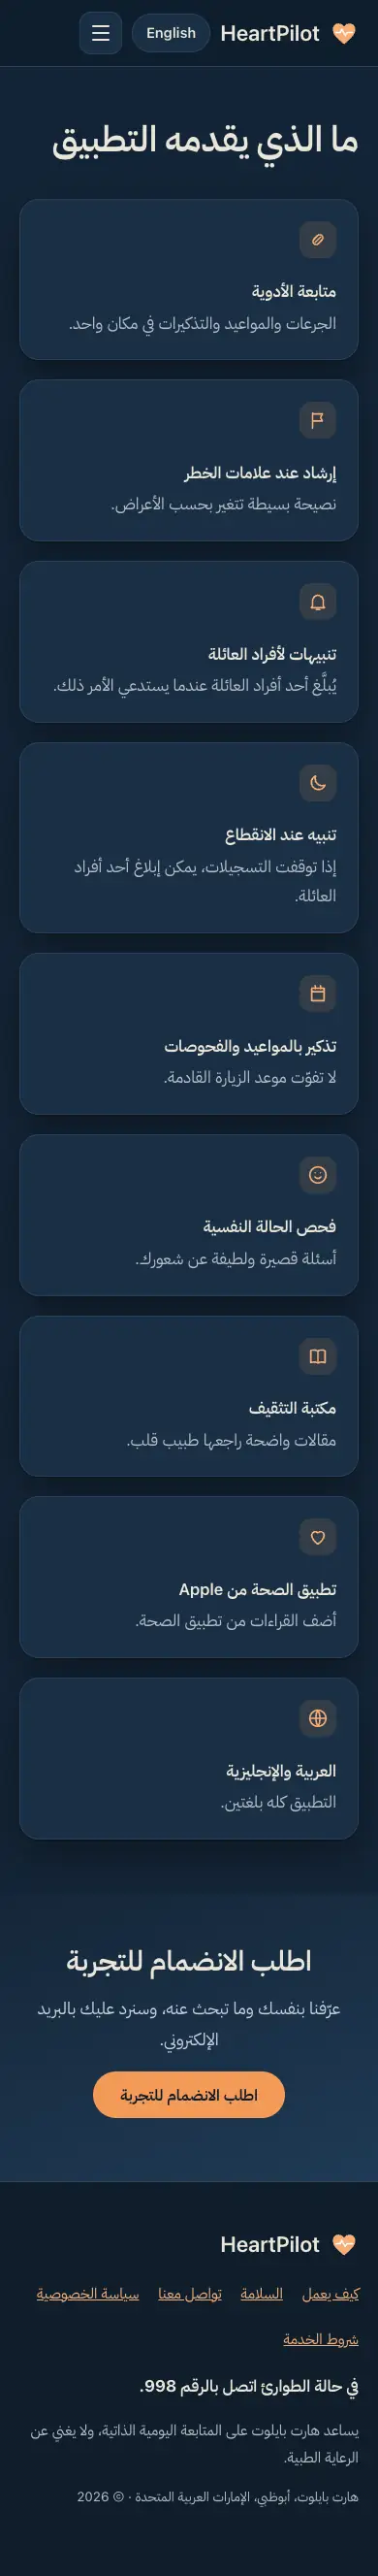 HeartPilot
English
ما الذي يقدمه التطبيق
متابعة الأدوية
الجرعات والمواعيد والتذكيرات في مكان واحد.
إرشاد عند علامات الخطر
نصيحة بسيطة تتغير بحسب الأعراض.
تنبيهات لأفراد العائلة
يُبلَّغ أحد أفراد العائلة عندما يستدعي الأمر ذلك.
تنبيه عند الانقطاع
إذا توقفت التسجيلات، يمكن إبلاغ أحد أفراد
العائلة.
تذكير بالمواعيد والفحوصات
لا تفوّت موعد الزيارة القادمة.
فحص الحالة النفسية
أسئلة قصيرة ولطيفة عن شعورك.
مكتبة التثقيف
مقالات واضحة راجعها طبيب قلب.
تطبيق الصحة من Apple
أضف القراءات من تطبيق الصحة.
العربية والإنجليزية
التطبيق كله بلغتين.
اطلب الانضمام للتجربة
عرّفنا بنفسك وما تبحث عنه، وسنرد عليك بالبريد
الإلكتروني.
اطلب الانضمام للتجربة
HeartPilot
كيف يعمل السلامة تواصل معنا سياسة الخصوصية
شروط الخدمة
في حالة الطوارئ اتصل بالرقم 998.
يساعد هارت بايلوت على المتابعة اليومية الذاتية، ولا يغني عن
الرعاية الطبية.
هارت بايلوت، أبوظبي، الإمارات العربية المتحدة · © 2026